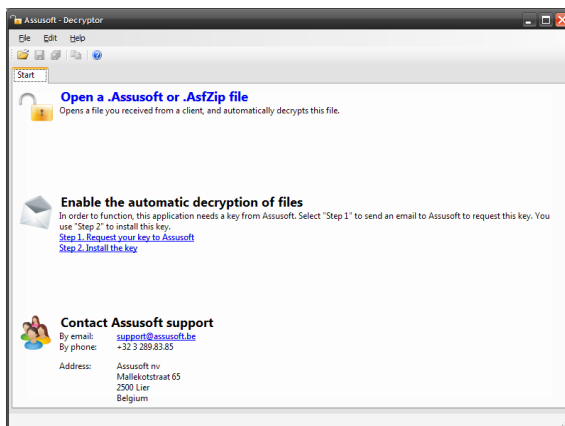 Assusoft - Decryptor
File Edit Help
Start
Open a .Assusoft or .AsfZip file
Opens a file you received from a client, and automatically decrypts this file.
Enable the automatic decryption of files
In order to function, this application needs a key from Assusoft. Select "Step 1" to send an email to Assusoft to request this key. You
use "Step 2" to install this key.
Step 1. Request your key to Assusoft
Step 2. Install the key
Contact Assusoft support
By email: support@assusoft.be
By phone: +32 3 289.83.85
Address: Assusoft nv
Mallekotstraat 65
2500 Lier
Belgium